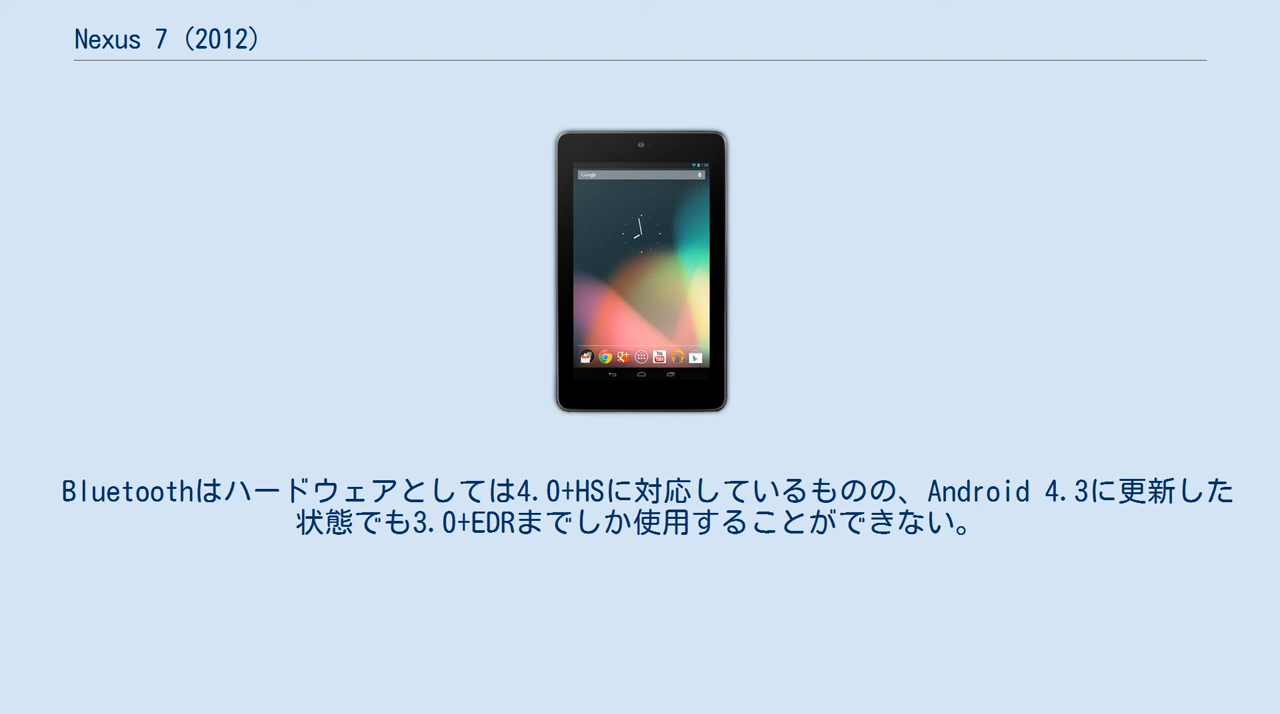 Nexus 7（2012）
Google
Bluetoothはハードウェアとしては4.0+HSに対応しているものの、Android 4.3に更新した
状態でも3.0+EDRまでしか使用することができない。